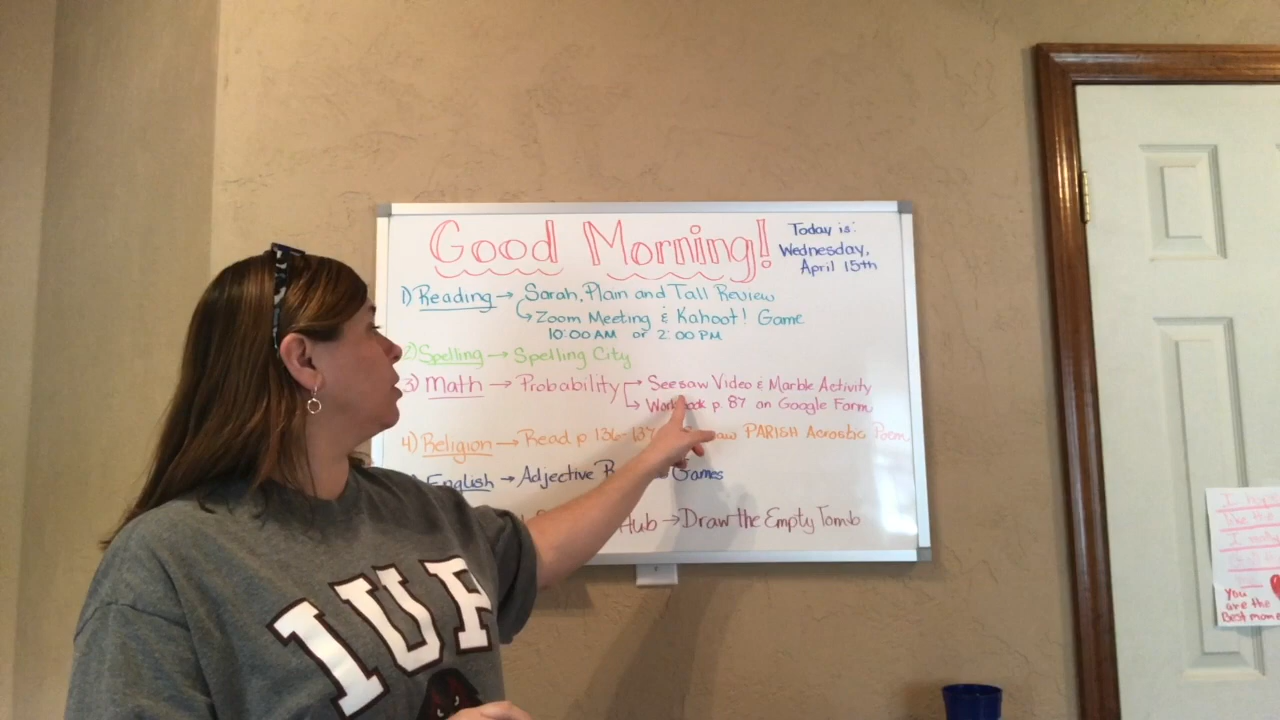 Good Morning!
Today is:
Wednesday,
April 15th
1) Reading → Sarah, Plain and Tall Review
→ Zoom Meeting & Kahoot! Game
10:00 AM or 2:00 PM
2) Spelling → Spelling City
3) Math → Probability → Seesaw Video & Marble Activity
→ Workbook p. 87 on Google Form
4) Religion → Read p 136-137 PARISH Acrostic Poem
English → Adjective Games
Hub → Draw the Empty Tomb
IUP
I
like the
I
You
are the
Best mom